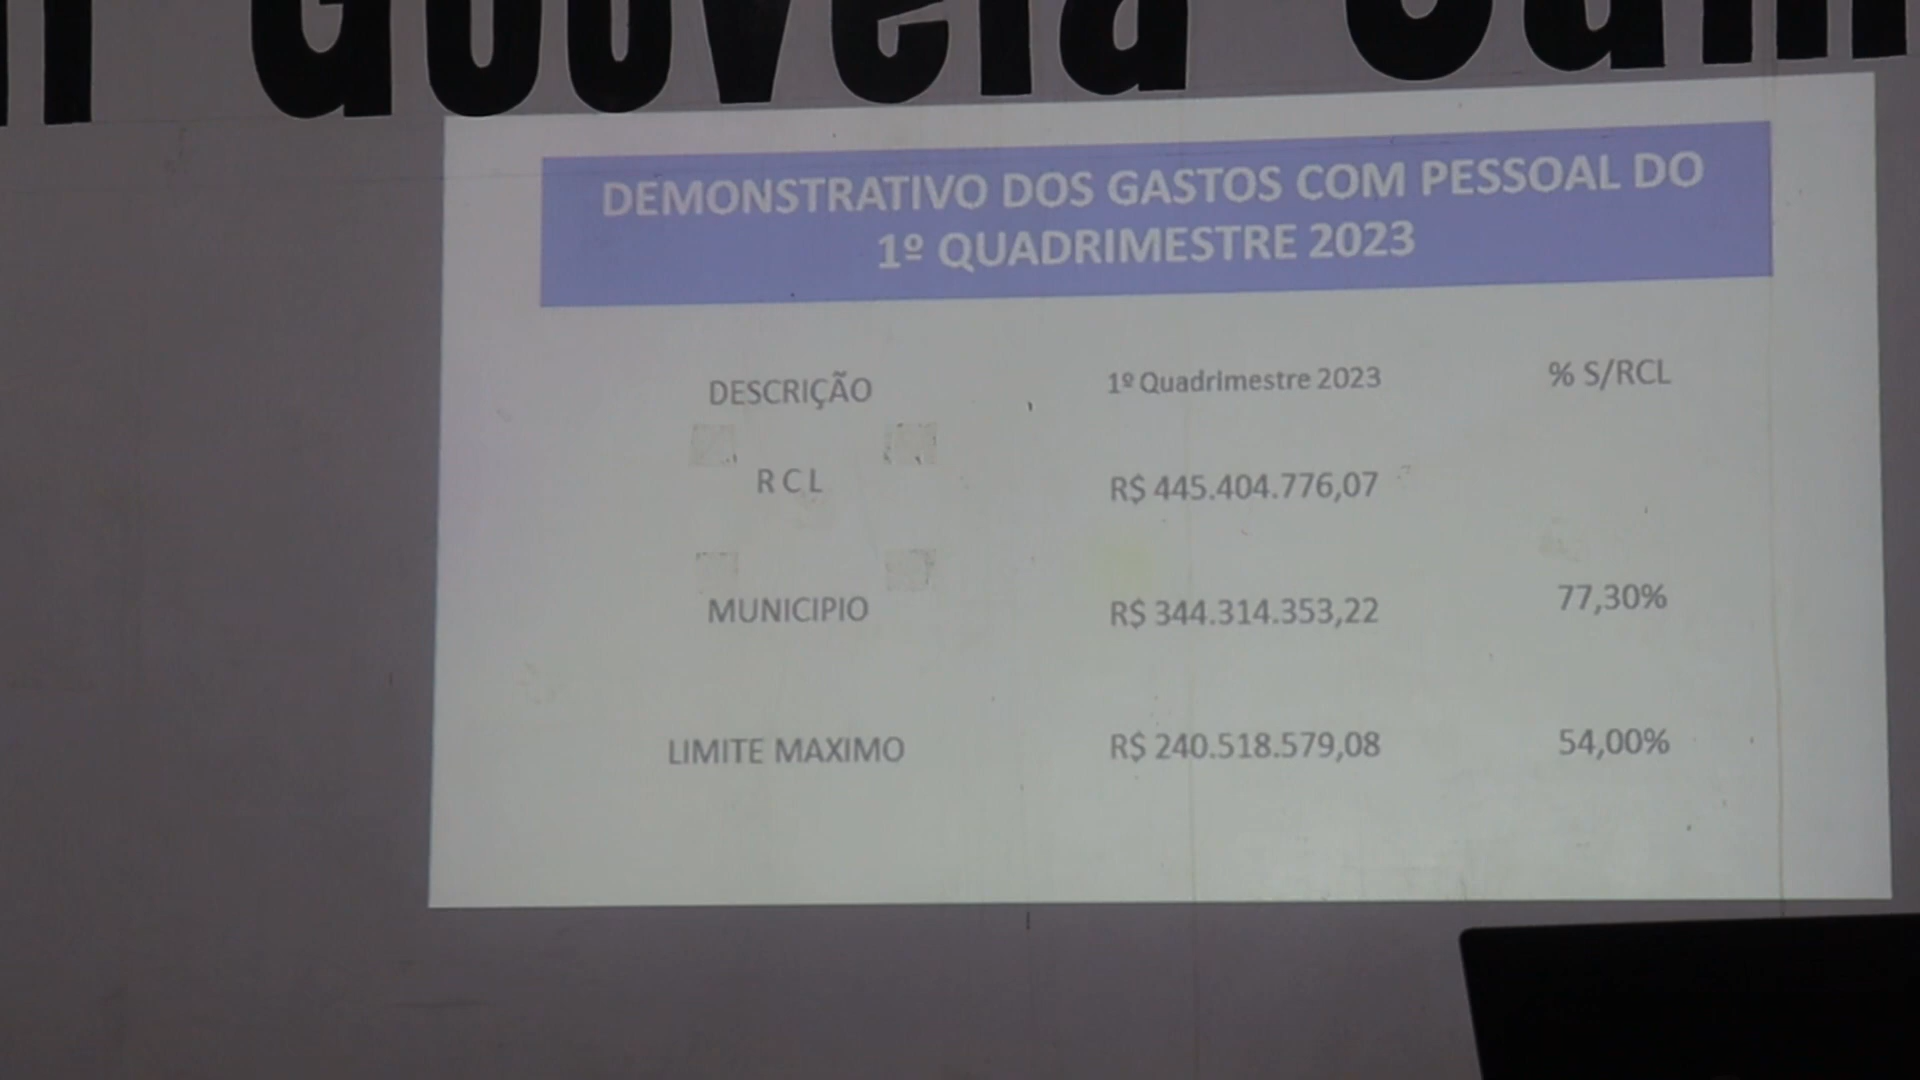 Gouveia
DEMONSTRATIVO DOS GASTOS COM PESSOAL DO
1º QUADRIMESTRE 2023
DESCRIÇÃO 1º Quadrimestre 2023 % S/RCL
R C L R$ 445.404.776,07
MUNICIPIO R$ 344.314.353,22 77,30%
LIMITE MAXIMO R$ 240.518.579,08 54,00%